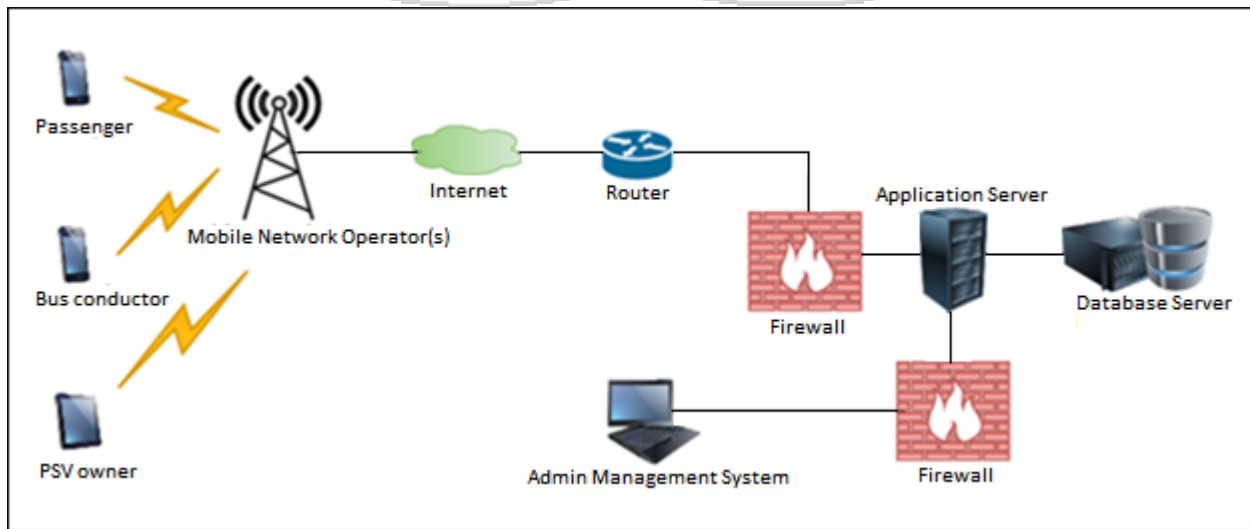 Passenger
Bus conductor
PSV owner
Mobile Network Operator(s)
Internet
Router
Firewall
Application Server
Database Server
Admin Management System
Firewall